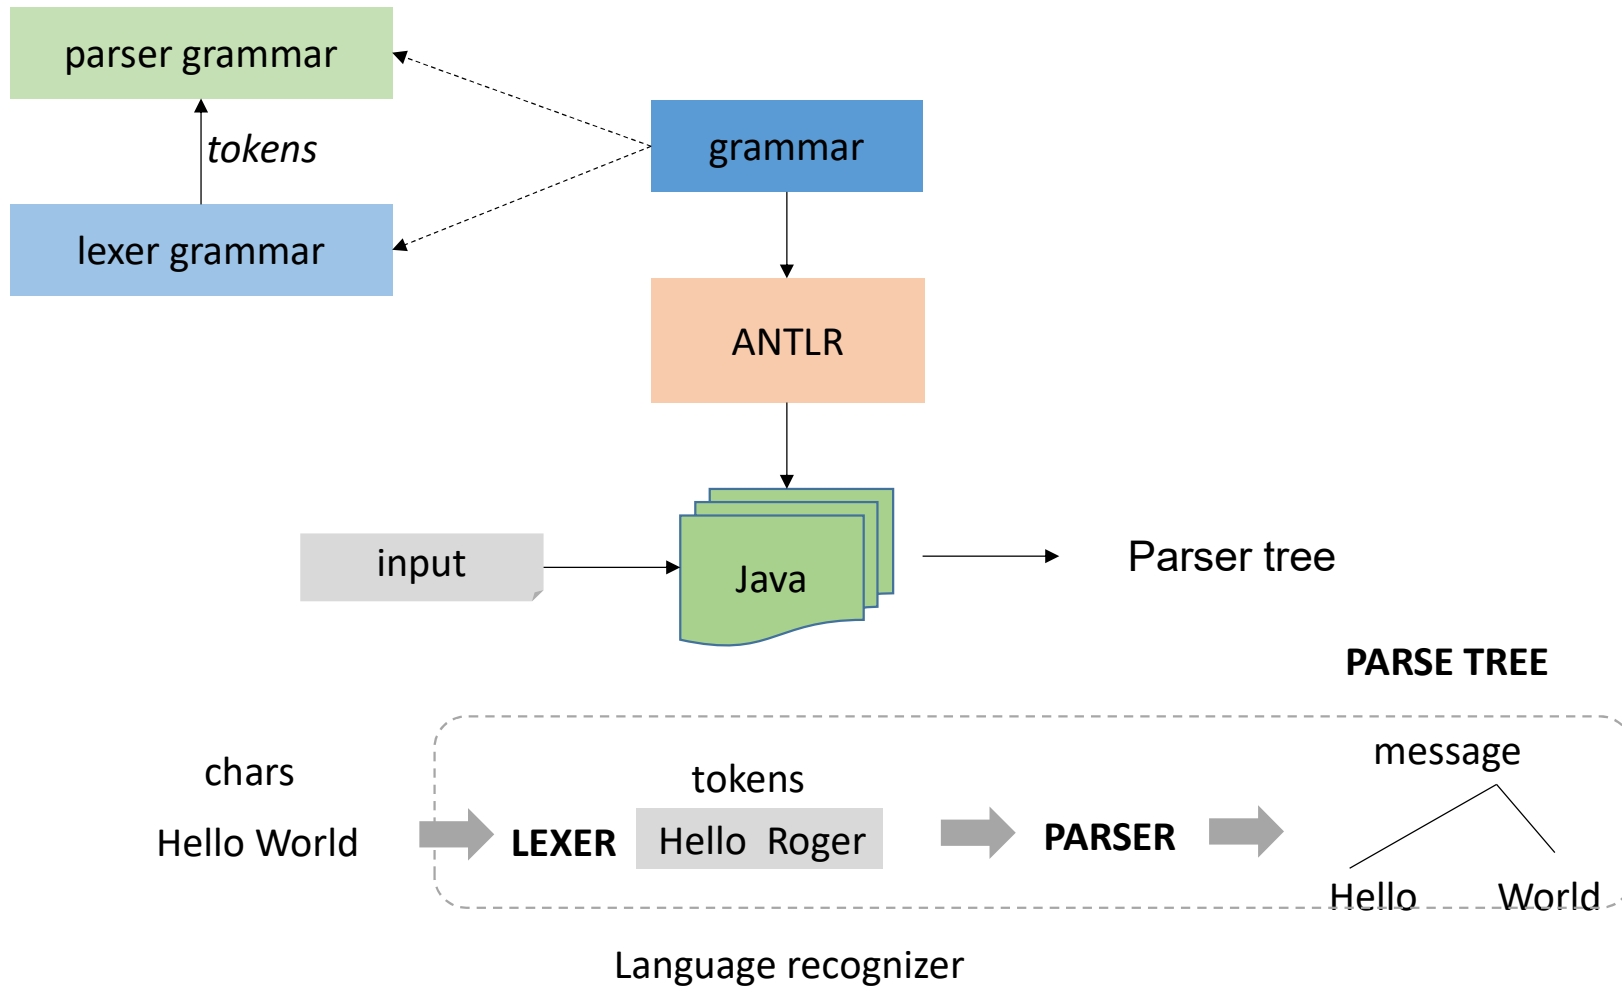 parser grammar
tokens
grammar
lexer grammar
ANTLR
input
Java
Parser tree
PARSE TREE
message
chars
tokens
Hello World
LEXER
Hello Roger
PARSER
Hello
World
Language recognizer